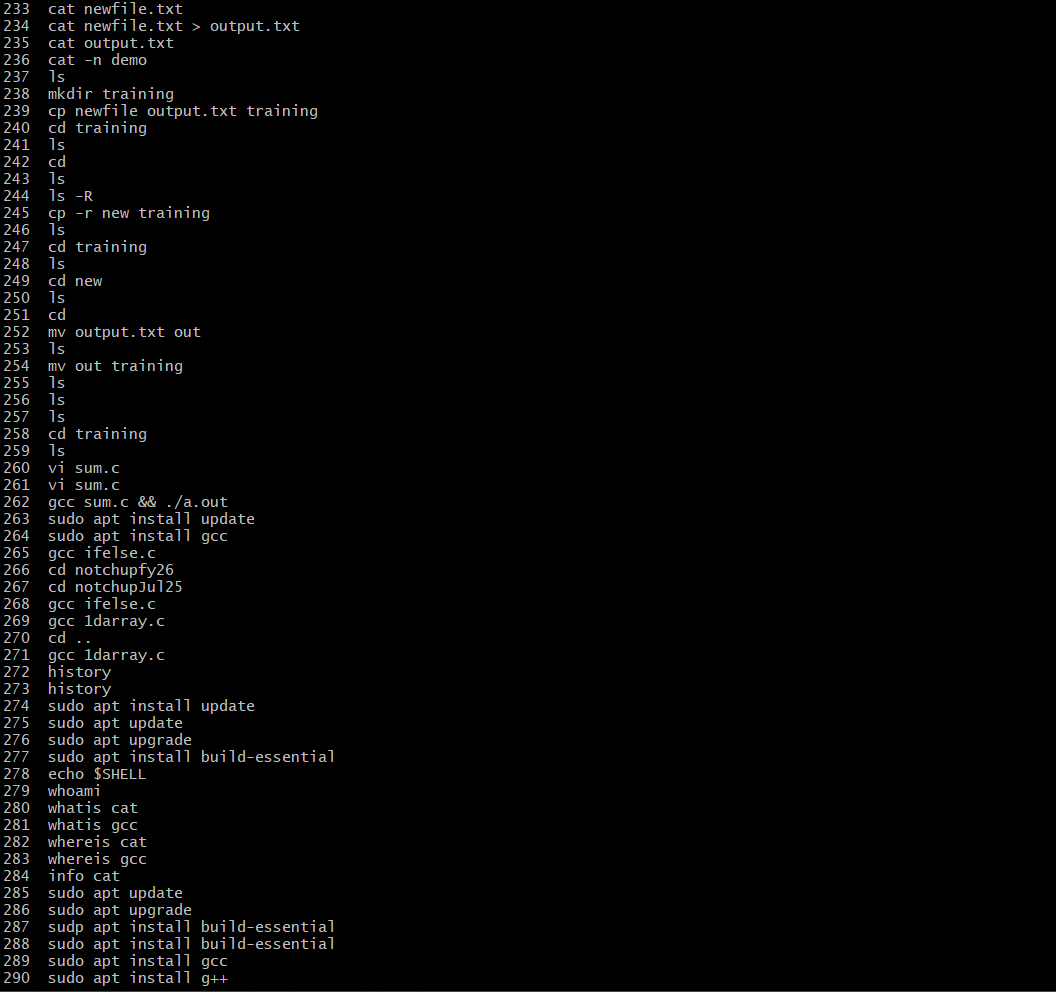 233 cat newfile.txt
234 cat newfile.txt > output.txt
235 cat output.txt
236 cat -n demo
237 ls
238 mkdir training
239 cp newfile output.txt training
240 cd training
241 ls
242 cd
243 ls
244 ls -R
245 cp -r new training
246 ls
247 cd training
248 ls
249 cd new
250 ls
251 cd
252 mv output.txt out
253 ls
254 mv out training
255 ls
256 ls
257 ls
258 cd training
259 ls
260 vi sum.c
261 vi sum.c
262 gcc sum.c && ./a.out
263 sudo apt install update
264 sudo apt install gcc
265 gcc ifelse.c
266 cd notchupfy26
267 cd notchupJul25
268 gcc ifelse.c
269 gcc 1darray.c
270 cd ..
271 gcc 1darray.c
272 history
273 history
274 sudo apt install update
275 sudo apt update
276 sudo apt upgrade
277 sudo apt install build-essential
278 echo $SHELL
279 whoami
280 whatis cat
281 whatis gcc
282 whereis cat
283 whereis gcc
284 info cat
285 sudo apt update
286 sudo apt upgrade
287 sudp apt install build-essential
288 sudo apt install build-essential
289 sudo apt install gcc
290 sudo apt install g++